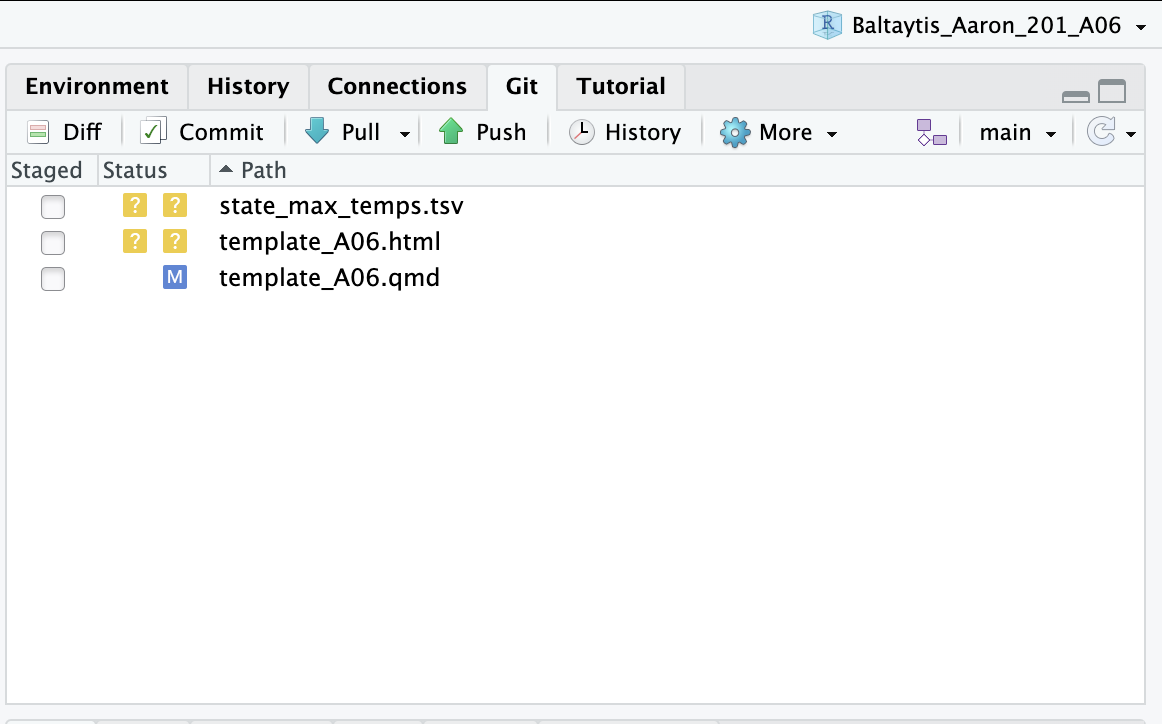 Baltaytis_Aaron_201_A06
Environment History Connections Git Tutorial
Diff Commit Pull Push History More main
Staged Status Path
? ? state_max_temps.tsv
? ? template_A06.html
M template_A06.qmd